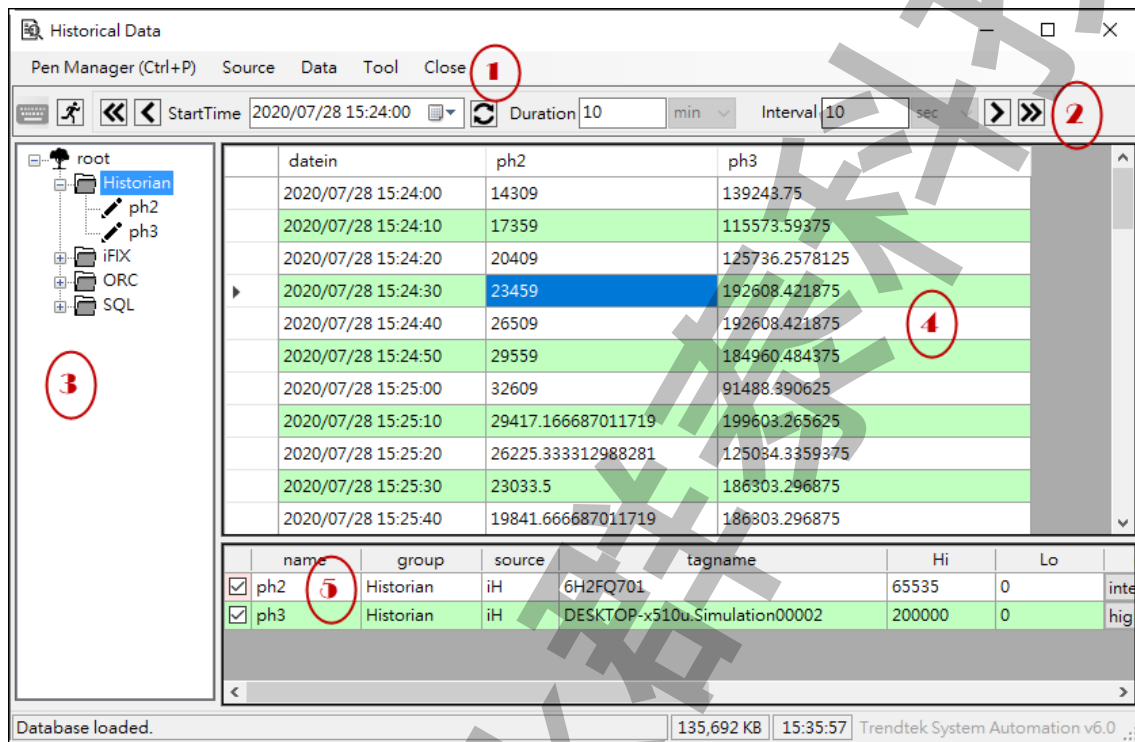 Historical Data
Pen Manager (Ctrl+P) Source Data Tool Close 1
StartTime 2020/07/28 15:24:00 Duration 10 min Interval 10 sec 2
root
Historian
ph2
ph3
iFIX
ORC
SQL
3
datein ph2 ph3
2020/07/28 15:24:00 14309 139243.75
2020/07/28 15:24:10 17359 115573.59375
2020/07/28 15:24:20 20409 125736.2578125
2020/07/28 15:24:30 23459 192608.421875
2020/07/28 15:24:40 26509 192608.421875
4
2020/07/28 15:24:50 29559 184960.484375
2020/07/28 15:25:00 32609 91488.390625
2020/07/28 15:25:10 29417.166687011719 199603.265625
2020/07/28 15:25:20 26225.333312988281 125034.3359375
2020/07/28 15:25:30 23033.5 186303.296875
2020/07/28 15:25:40 19841.666687011719 186303.296875
name group source tagname Hi Lo
5
ph2 Historian iH 6H2FQ701 65535 0 inte
ph3 Historian iH DESKTOP-x510u.Simulation00002 200000 0 hig
Database loaded. 135,692 KB 15:35:57 Trendtek System Automation v6.0
群泰科技